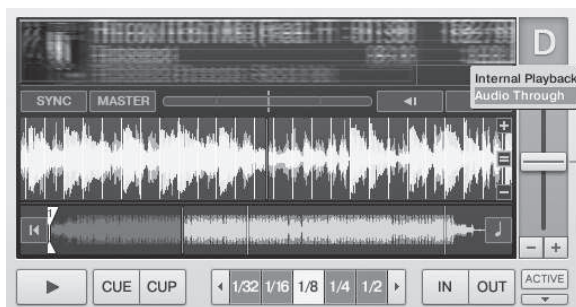 D
Internal Playback
Audio Through
SYNC MASTER
1
CUE CUP 1/32 1/16 1/8 1/4 1/2 IN OUT ACTIVE